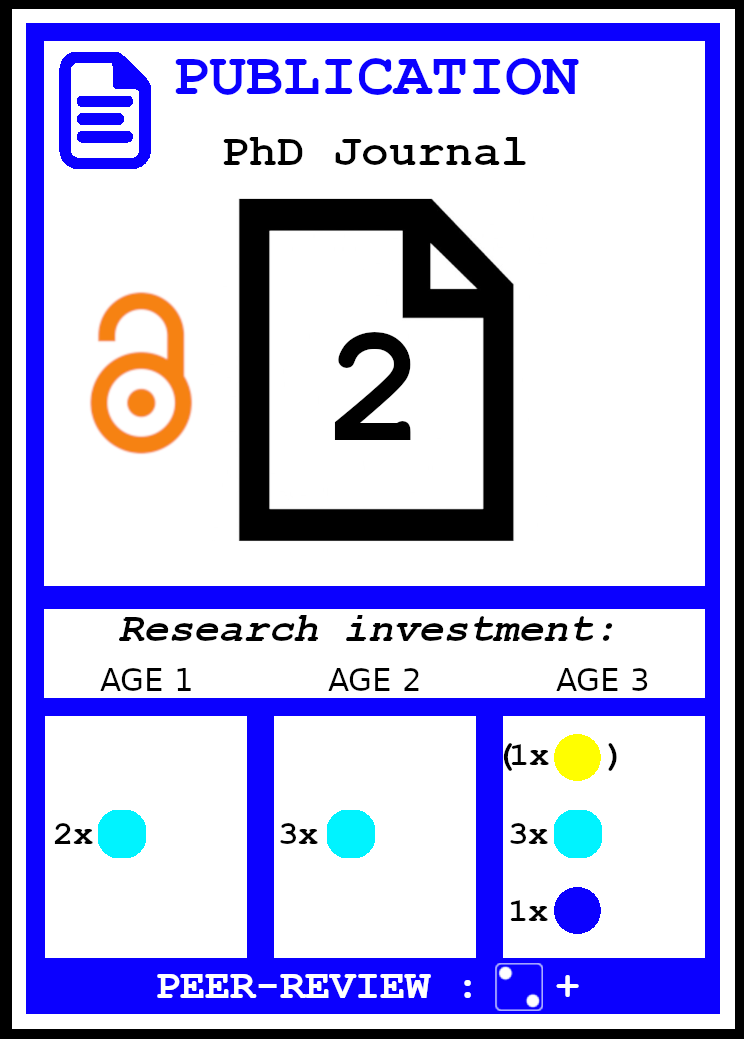 PUBLICATION
PhD Journal
2
Research investment:
AGE 1 AGE 2 AGE 3
(1x )
2x 3x 3x
1x
PEER-REVIEW : +